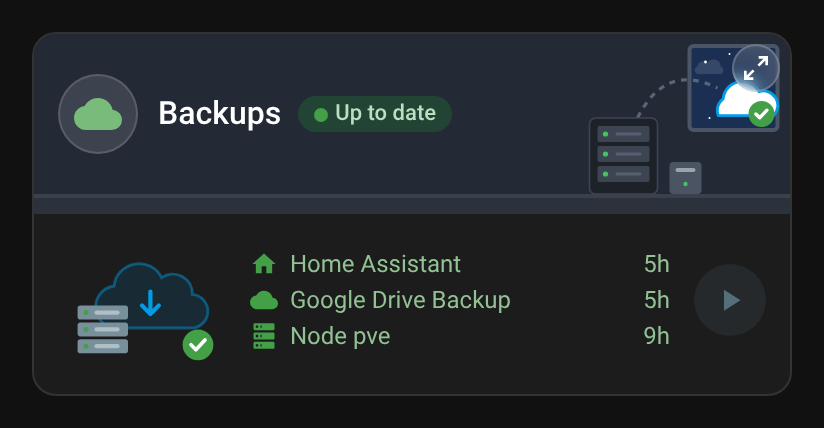 Backups
Up to date
Home Assistant 5h
Google Drive Backup 5h
Node pve 9h